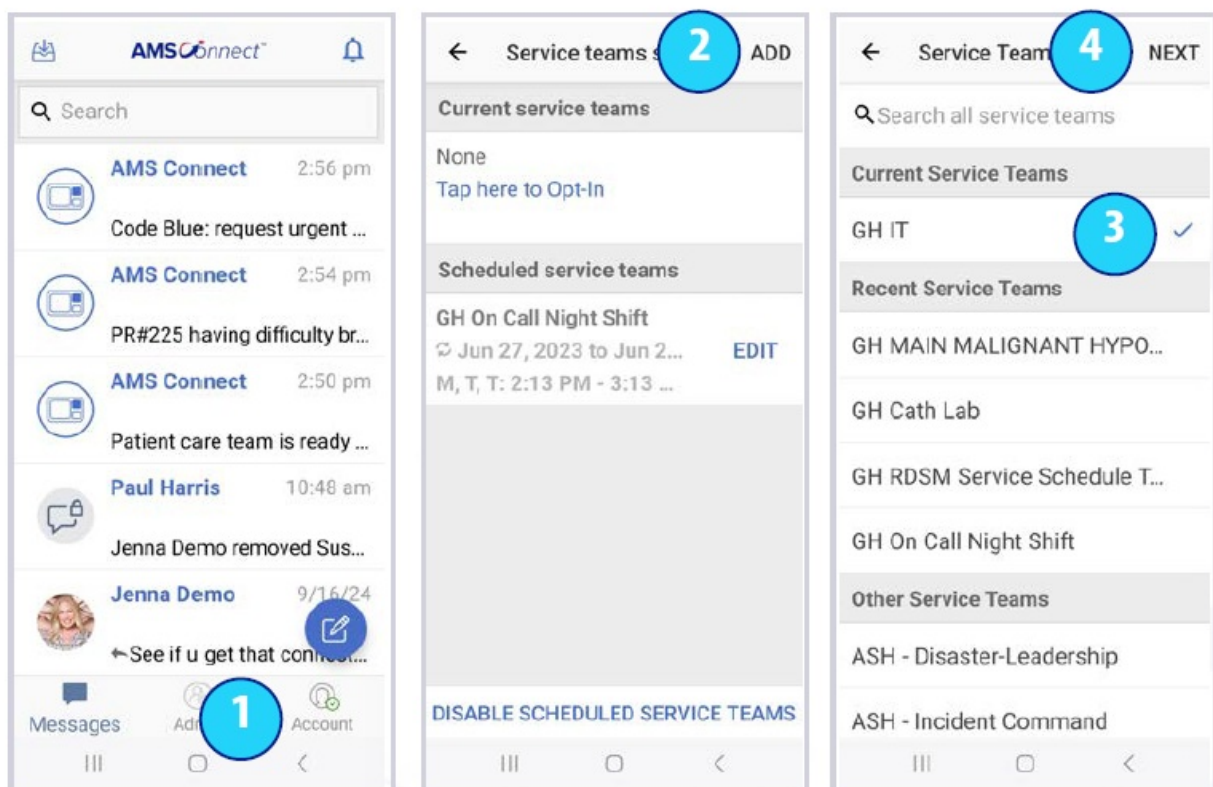 AMSConnect™
Search
AMS Connect 2:56 pm
Code Blue: request urgent ...
AMS Connect 2:54 pm
PR#225 having difficulty br...
AMS Connect 2:50 pm
Patient care team is ready ...
Paul Harris 10:48 am
Jenna Demo removed Sus...
Jenna Demo 9/16/24
See if u get that
Messages
1
Account
Service teams
2
ADD
Current service teams
None
Tap here to Opt-In
Scheduled service teams
GH On Call Night Shift
Jun 27, 2023 to Jun 2... EDIT
M, T, T: 2:13 PM - 3:13 ...
DISABLE SCHEDULED SERVICE TEAMS
Service Team
4
NEXT
Search all service teams
Current Service Teams
GH IT
3
Recent Service Teams
GH MAIN MALIGNANT HYPO...
GH Cath Lab
GH RDSM Service Schedule T...
GH On Call Night Shift
Other Service Teams
ASH - Disaster-Leadership
ASH - Incident Command